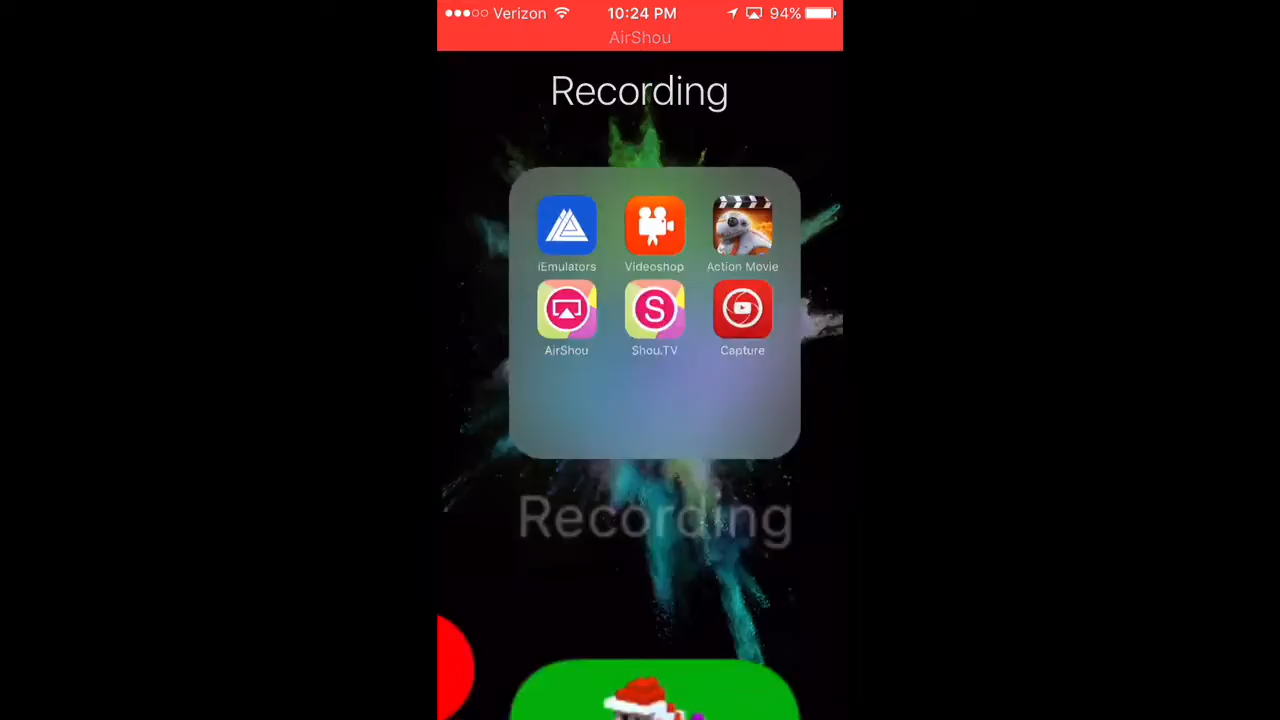 Verizon 10:24 PM 94%
AirShou
Recording
iEmulators Videoshop Action Movie
S
AirShou Shou.TV Capture
Recording